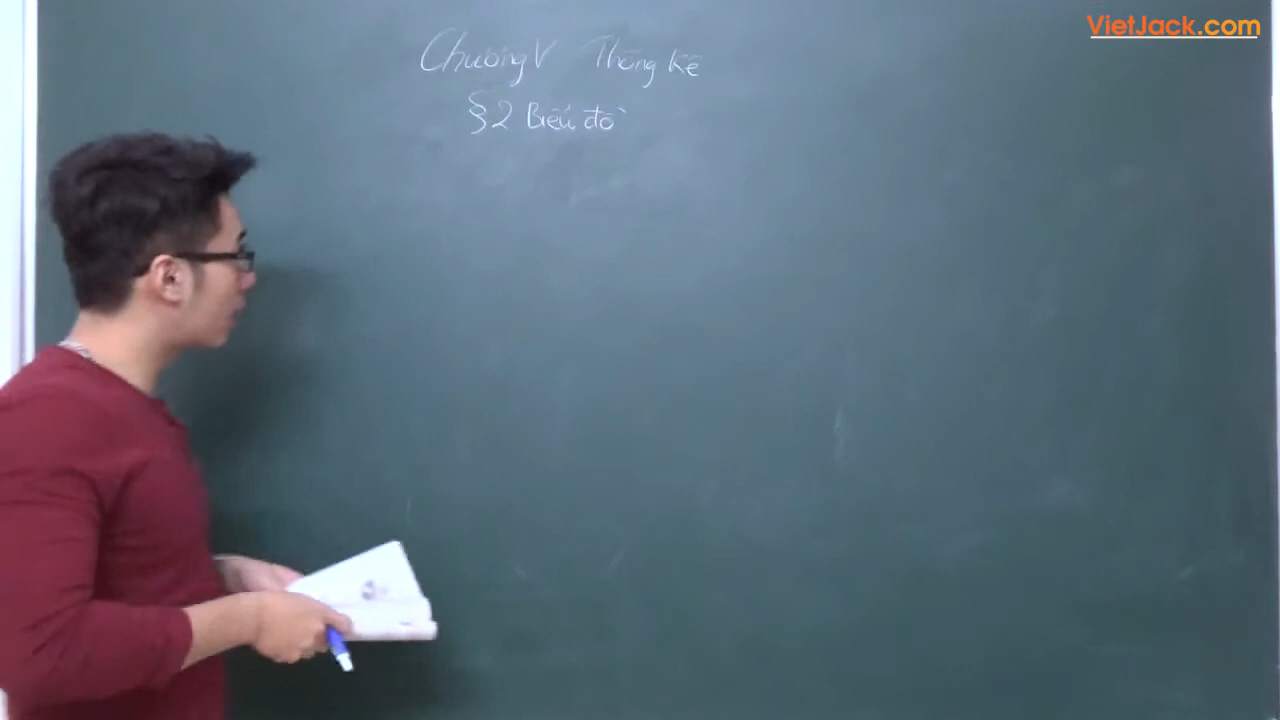 VietJack.com
Chương V Thống kê
§2 Biểu đồ